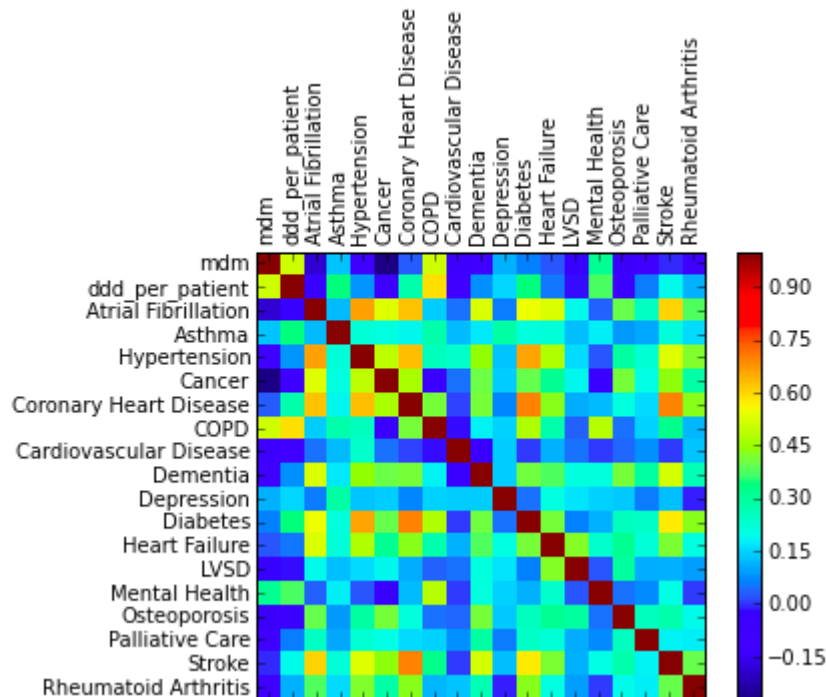 mdm
ddd_per_patient
Atrial Fibrillation
Asthma
Hypertension
Cancer
Coronary Heart Disease
COPD
Cardiovascular Disease
Dementia
Depression
Diabetes
Heart Failure
LVSD
Mental Health
Osteoporosis
Palliative Care
Stroke
Rheumatoid Arthritis
mdm
ddd_per_patient
Atrial Fibrillation
Asthma
Hypertension
Cancer
Coronary Heart Disease
COPD
Cardiovascular Disease
Dementia
Depression
Diabetes
Heart Failure
LVSD
Mental Health
Osteoporosis
Palliative Care
Stroke
Rheumatoid Arthritis
0.90
0.75
0.60
0.45
0.30
0.15
0.00
−0.15